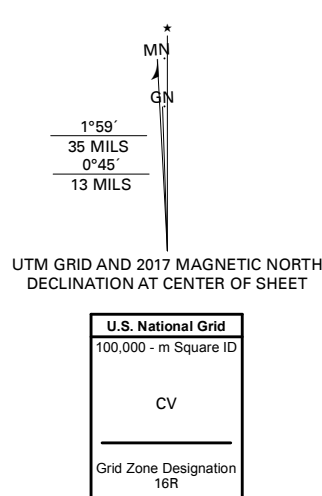 MN
GN
1°59´
35 MILS
0°45´
13 MILS
UTM GRID AND 2017 MAGNETIC NORTH
DECLINATION AT CENTER OF SHEET
U.S. National Grid
100,000 - m Square ID
CV
Grid Zone Designation
16R